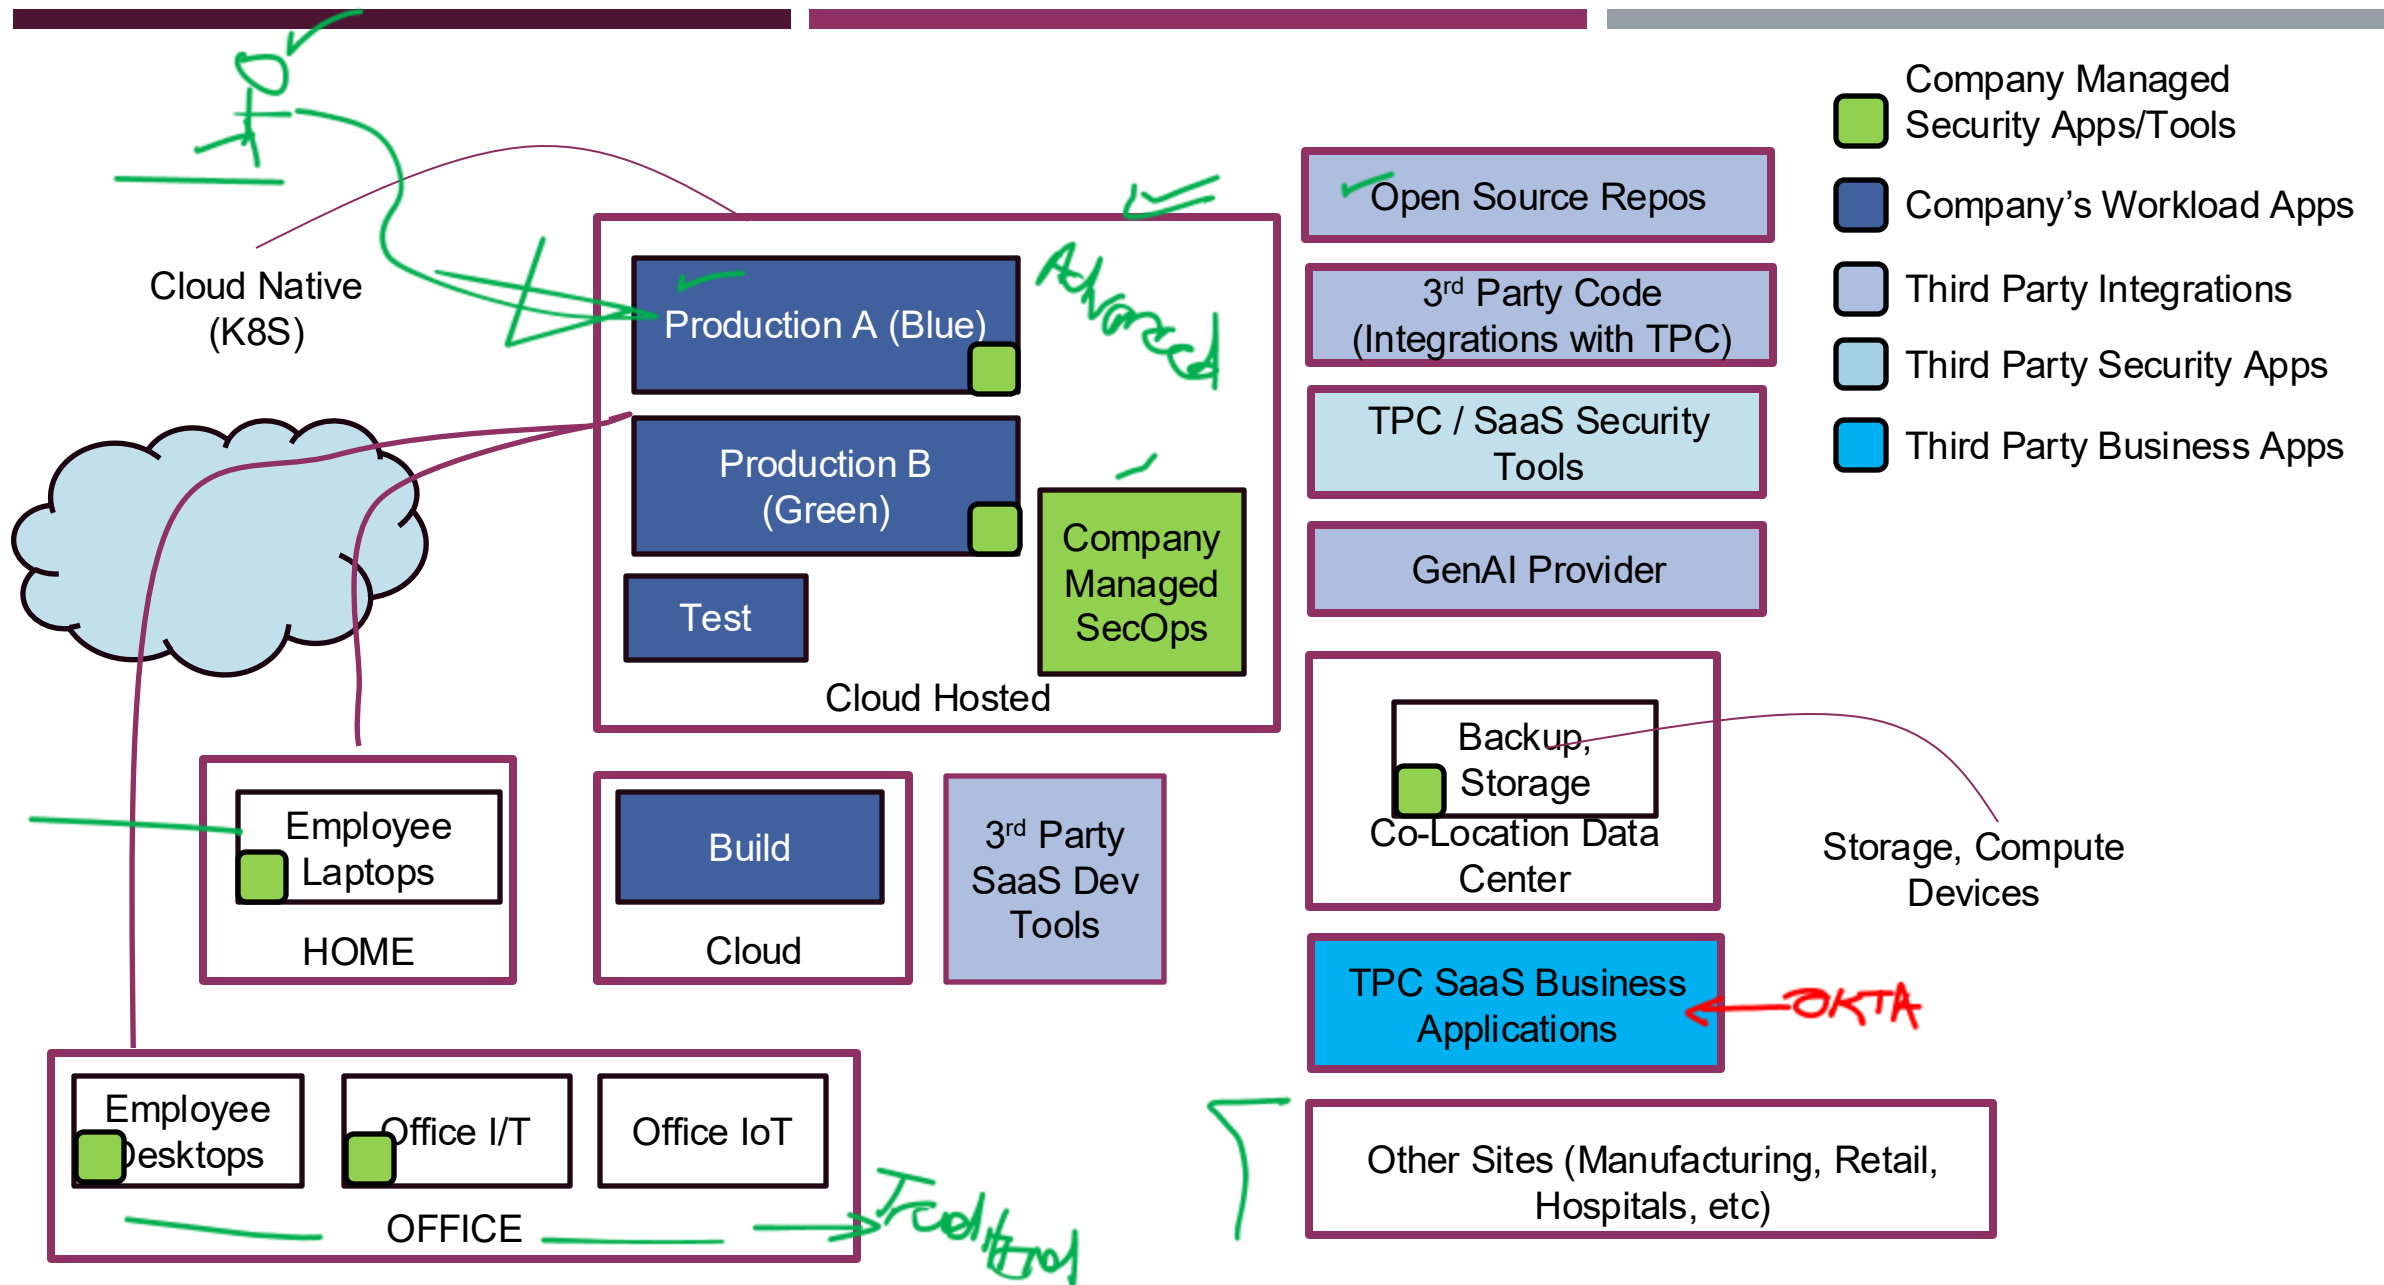 Company Managed
Security Apps/Tools
Company's Workload Apps
Third Party Integrations
Third Party Security Apps
Third Party Business Apps
Cloud Native
(K8S)
Production A (Blue)
Advanced
Production B
(Green)
Test
Company
Managed
SecOps
Cloud Hosted
Open Source Repos
3rd Party Code
(Integrations with TPC)
TPC / SaaS Security
Tools
GenAI Provider
Backup,
Storage
Co-Location Data
Center
Storage, Compute
Devices
Employee
Laptops
HOME
Build
Cloud
3rd Party
SaaS Dev
Tools
TPC SaaS Business
Applications
OKTA
Employee
Desktops
Office I/T
Office IoT
OFFICE
Other Sites (Manufacturing, Retail,
Hospitals, etc)